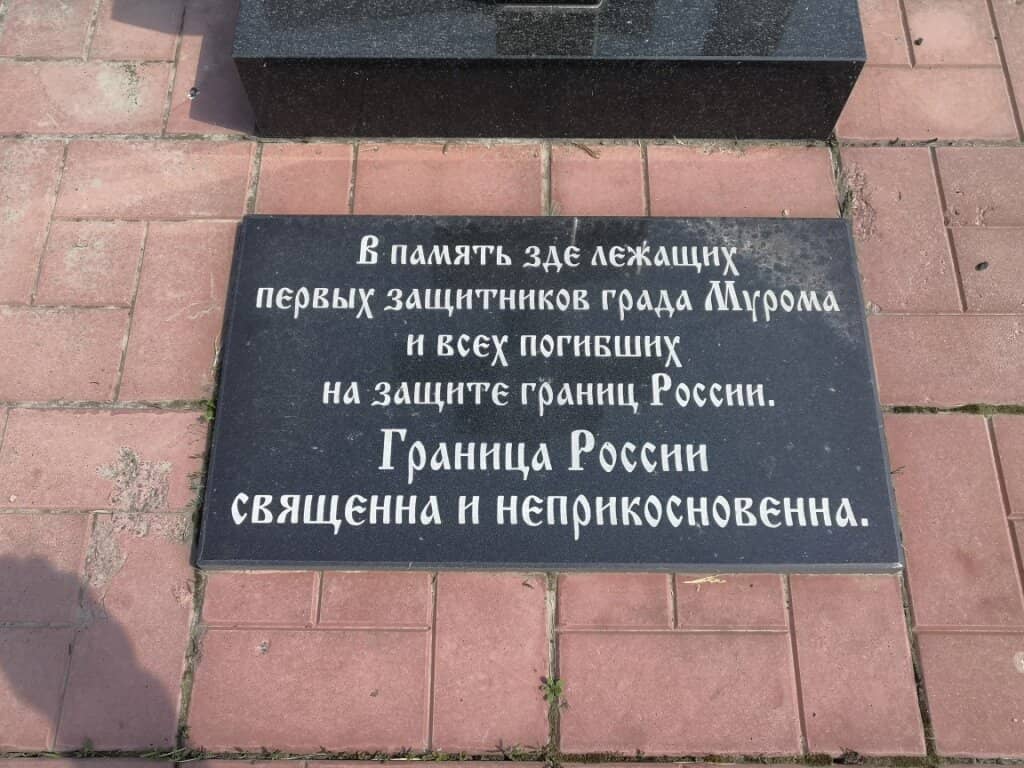 В память зде лежащих
первых защитников града Мурома
и всех погибших
на защите границ России.
Граница России
священна и неприкосновенна.